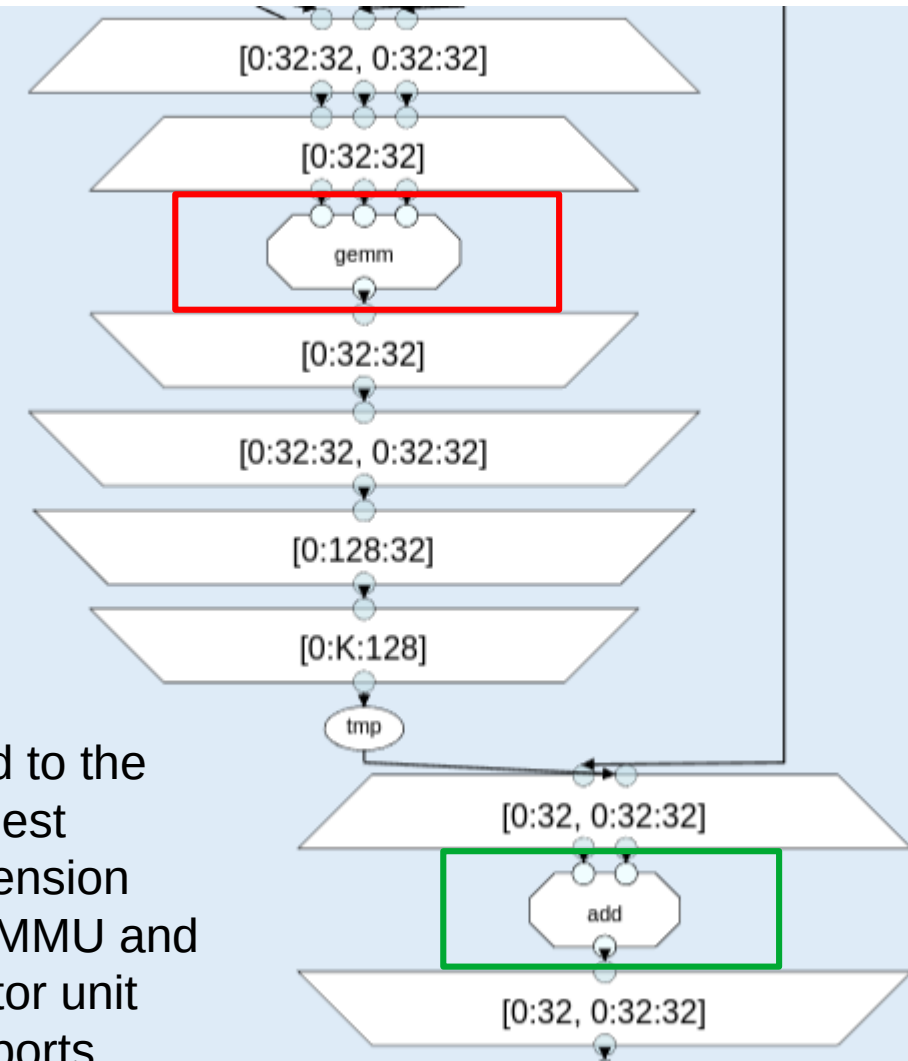 [0:32:32, 0:32:32]
[0:32:32]
gemm
[0:32:32]
[0:32:32, 0:32:32]
[0:128:32]
[0:K:128]
tmp
d to the
est
ension
MMU and
tor unit
ports
[0:32, 0:32:32]
add
[0:32, 0:32:32]